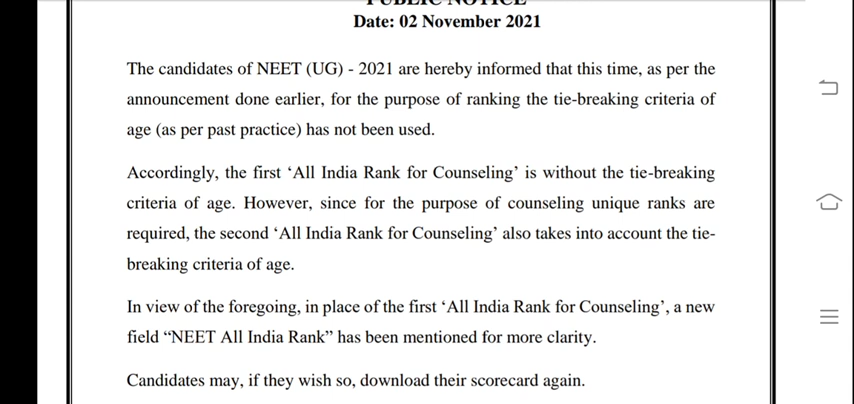 PUBLIC NOTICE
Date: 02 November 2021
The candidates of NEET (UG) - 2021 are hereby informed that this time, as per the
announcement done earlier, for the purpose of ranking the tie-breaking criteria of
age (as per past practice) has not been used.
Accordingly, the first ‘All India Rank for Counseling’ is without the tie-breaking
criteria of age. However, since for the purpose of counseling unique ranks are
required, the second ‘All India Rank for Counseling’ also takes into account the tie-
breaking criteria of age.
In view of the foregoing, in place of the first ‘All India Rank for Counseling’, a new
field “NEET All India Rank” has been mentioned for more clarity.
Candidates may, if they wish so, download their scorecard again.